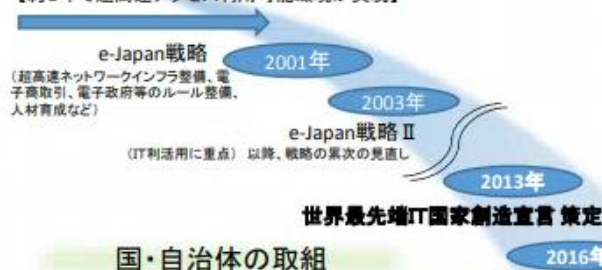 e-Japan戦略
2001年
(超高速ネットワークインフラ整備、電
子商取引、電子政府等のルール整備、
人材育成など)
2003年
e-Japan戦略Ⅱ
(IT利活用に重点) 以降、戦略の累次の見直し
2013年
世界最先端IT国家創造宣言 策定
国・自治体の取組
2016年